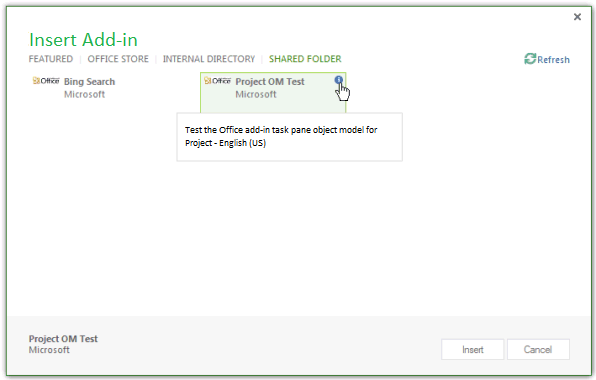 Insert Add-in
FEATURED | OFFICE STORE | INTERNAL DIRECTORY | SHARED FOLDER
Refresh
Office Bing Search
Microsoft
Office Project OM Test
Microsoft
Test the Office add-in task pane object model for
Project - English (US)
Project OM Test
Microsoft
Insert
Cancel